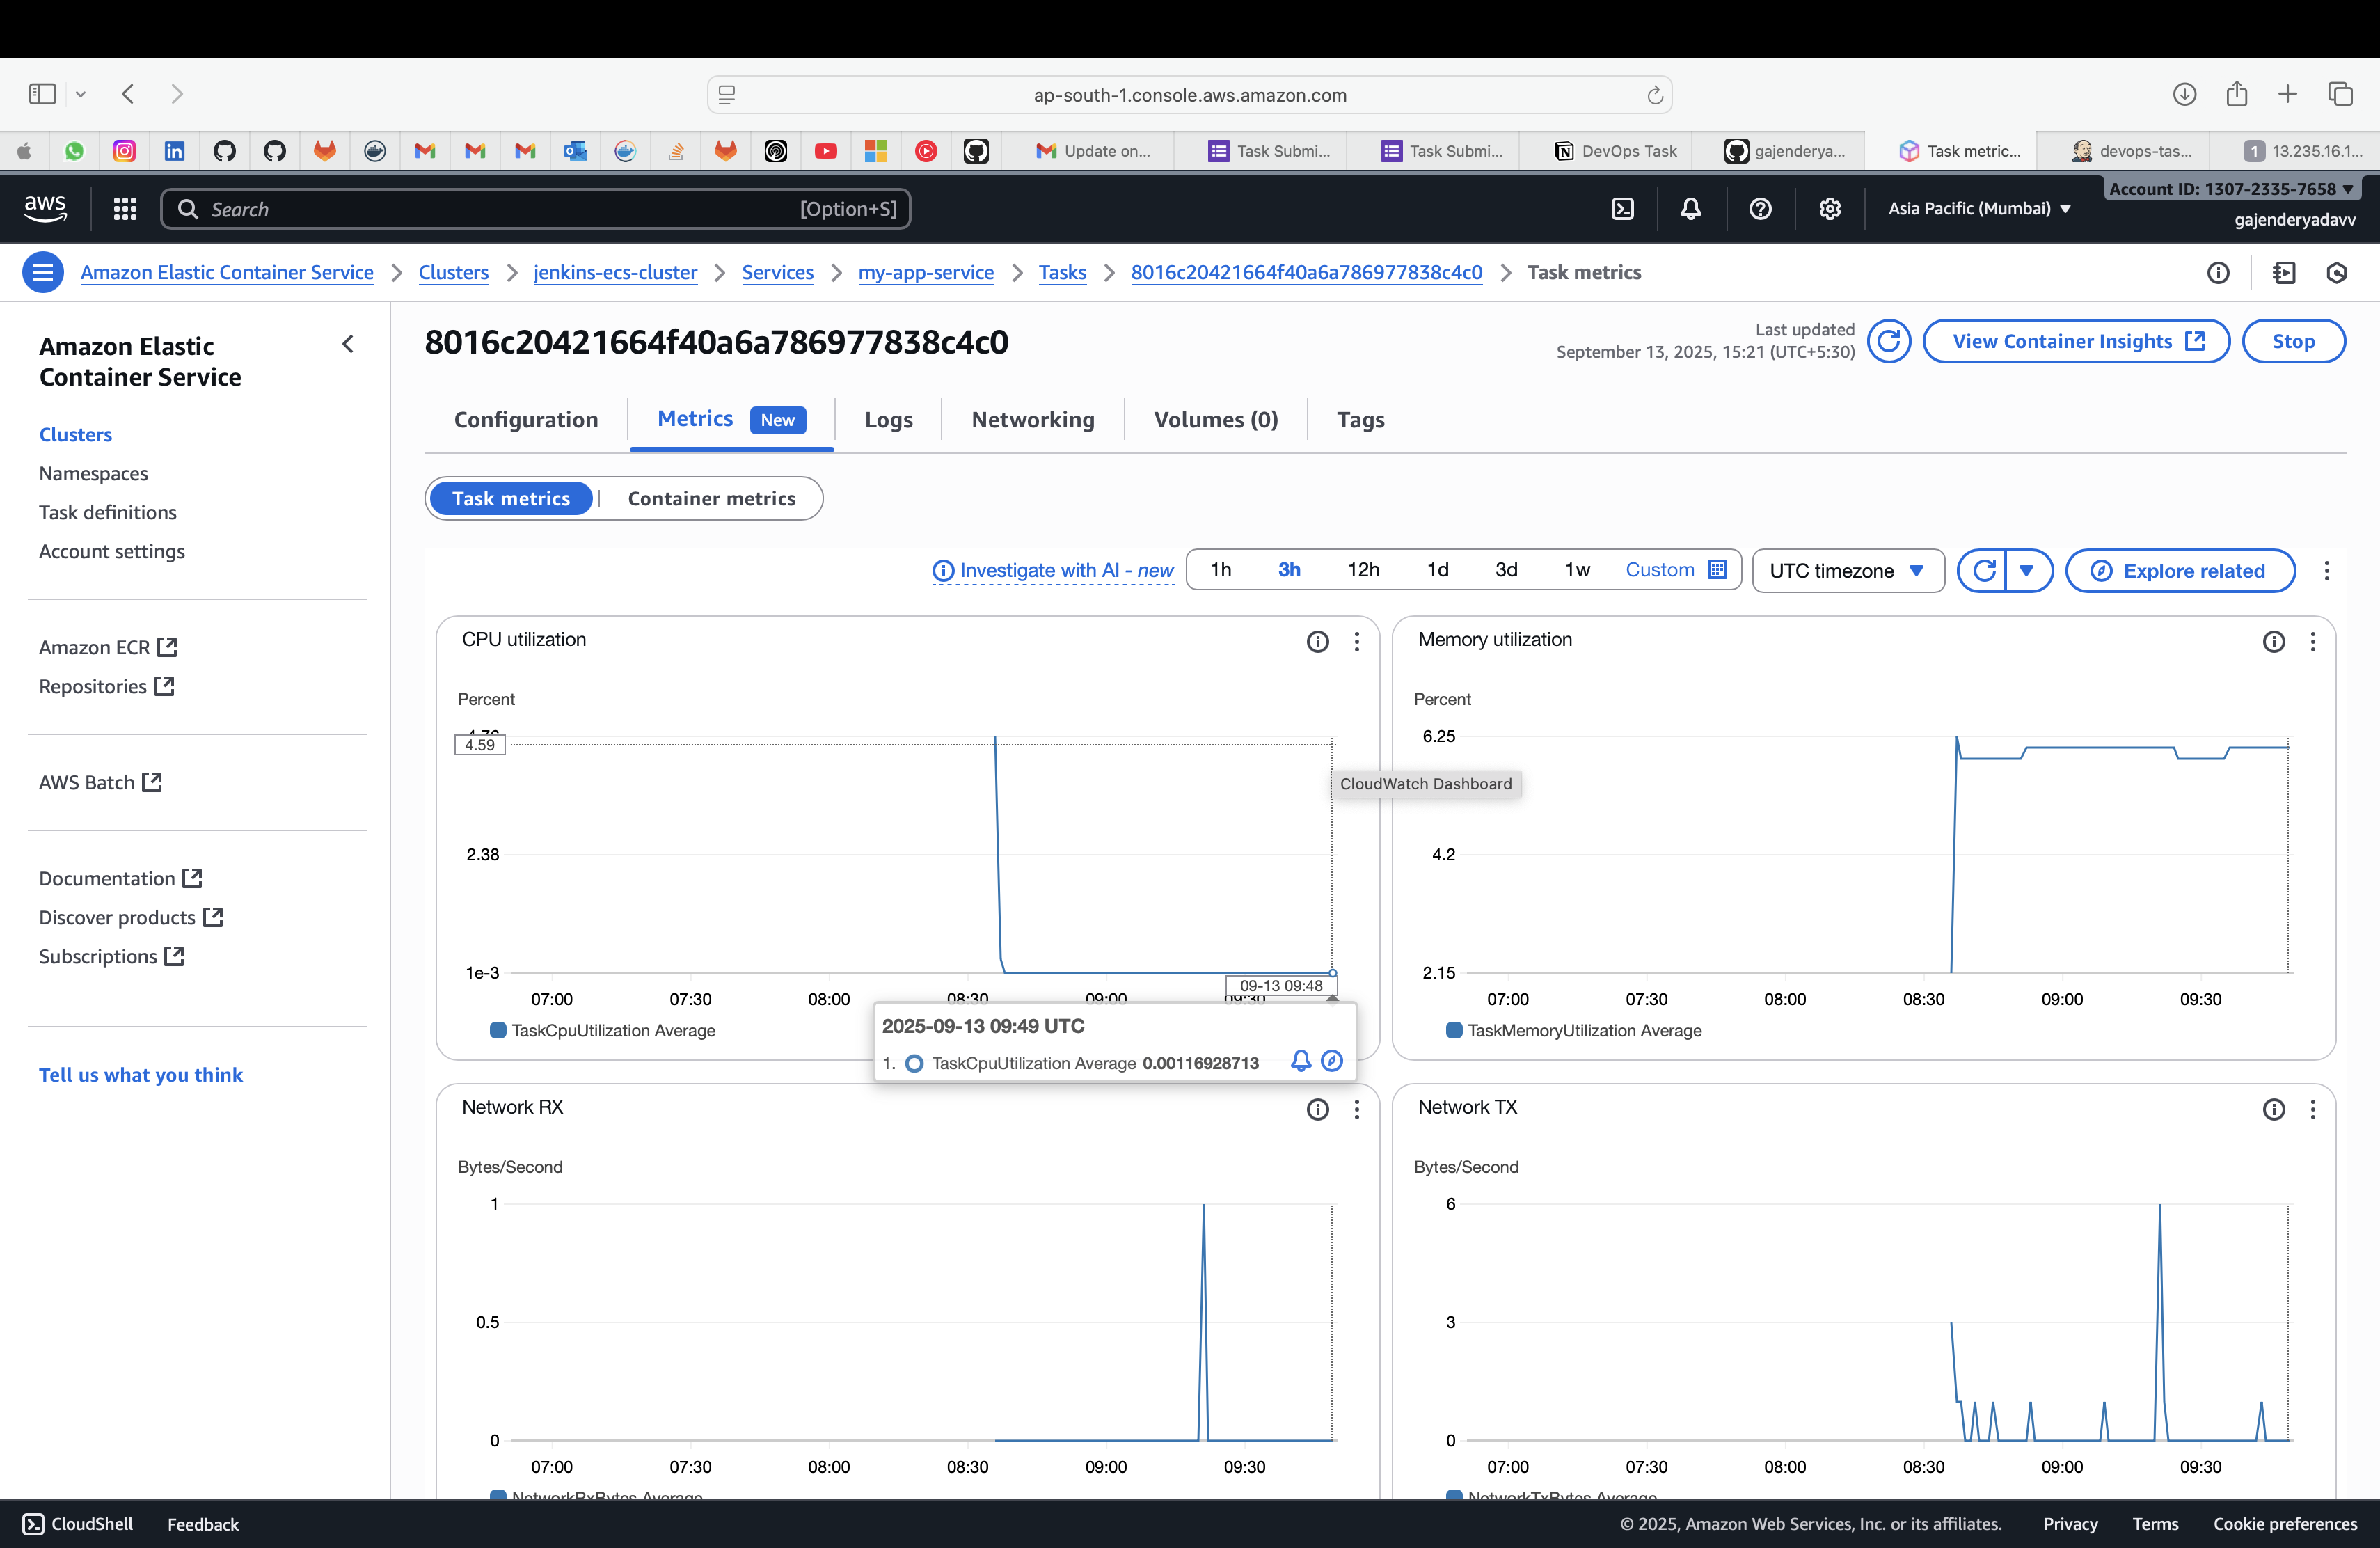 ap-south-1.console.aws.amazon.com
Update on...
Task Submi...
Task Submi...
DevOps Task
gajenderya...
Task metric...
devops-tas...
1 13.235.16.1...
aws
Search
[Option+S]
Asia Pacific (Mumbai)
Account ID: 1307-2335-7658
gajenderyadavv
Amazon Elastic Container Service
Clusters
jenkins-ecs-cluster
Services
my-app-service
Tasks
8016c20421664f40a6a786977838c4c0
Task metrics
Amazon Elastic
Container Service
Clusters
Namespaces
Task definitions
Account settings
Amazon ECR
Repositories
AWS Batch
Documentation
Discover products
Subscriptions
Tell us what you think
8016c20421664f40a6a786977838c4c0
Last updated
September 13, 2025, 15:21 (UTC+5:30)
View Container Insights
Stop
Configuration
Metrics New
Logs
Networking
Volumes (0)
Tags
Task metrics
Container metrics
Investigate with AI - new
1h 3h 12h 1d 3d 1w Custom
UTC timezone
Explore related
CPU utilization
Percent
4.76
4.59
2.38
1e-3
07:00 07:30 08:00 08:30 09:00 09:30
09-13 09:48
TaskCpuUtilization Average
2025-09-13 09:49 UTC
1. TaskCpuUtilization Average 0.00116928713
CloudWatch Dashboard
Memory utilization
Percent
6.25
4.2
2.15
07:00 07:30 08:00 08:30 09:00 09:30
TaskMemoryUtilization Average
Network RX
Bytes/Second
1
0.5
0
07:00 07:30 08:00 08:30 09:00 09:30
NetworkRxBytes Average
Network TX
Bytes/Second
6
3
0
07:00 07:30 08:00 08:30 09:00 09:30
NetworkTxBytes Average
CloudShell
Feedback
© 2025, Amazon Web Services, Inc. or its affiliates.
Privacy
Terms
Cookie preferences